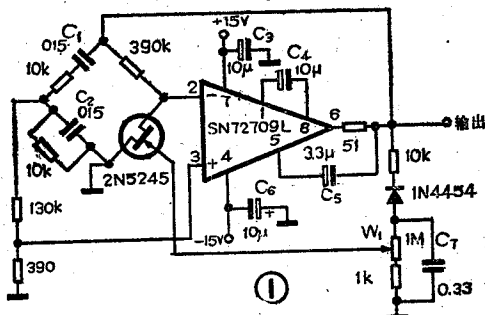 +15V
C₁
015
390k
C₃
10μ
C₄
10μ
10k
C₂
015
10k
2
7
1
8
6
SN72709L
51
输出
2N5245
3
4
5
3.3μ
C₅
10k
1N4454
130k
C₆
10μ
-15V
W₁
1M
C₇
390
①
1k
0.33